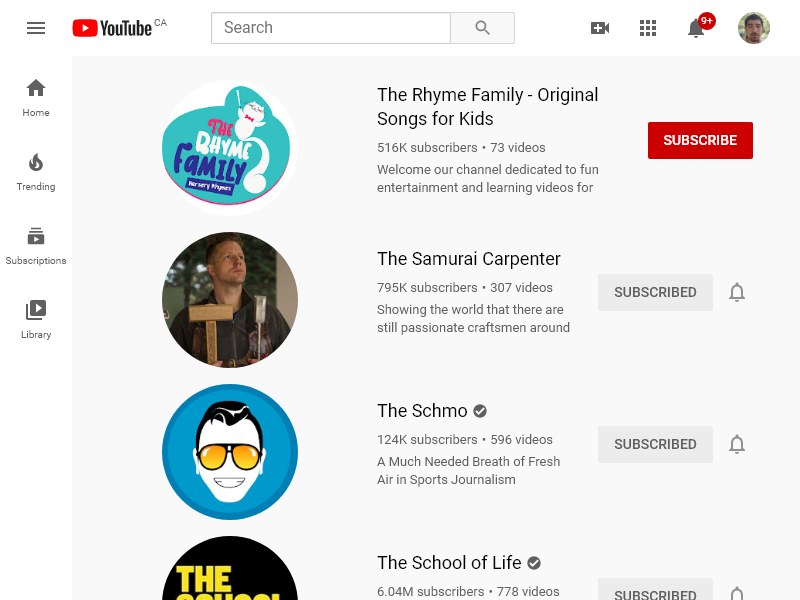 YouTube CA
Search
9+
Home
Trending
Subscriptions
Library
THE
RHYME
FAMILY
Nursery Rhymes
The Rhyme Family - Original
Songs for Kids
516K subscribers • 73 videos
Welcome our channel dedicated to fun
entertainment and learning videos for
SUBSCRIBE
The Samurai Carpenter
795K subscribers • 307 videos
Showing the world that there are
still passionate craftsmen around
SUBSCRIBED
The Schmo
124K subscribers • 596 videos
A Much Needed Breath of Fresh
Air in Sports Journalism
SUBSCRIBED
THE
SCHOOL
The School of Life
6.04M subscribers • 778 videos
SUBSCRIBED